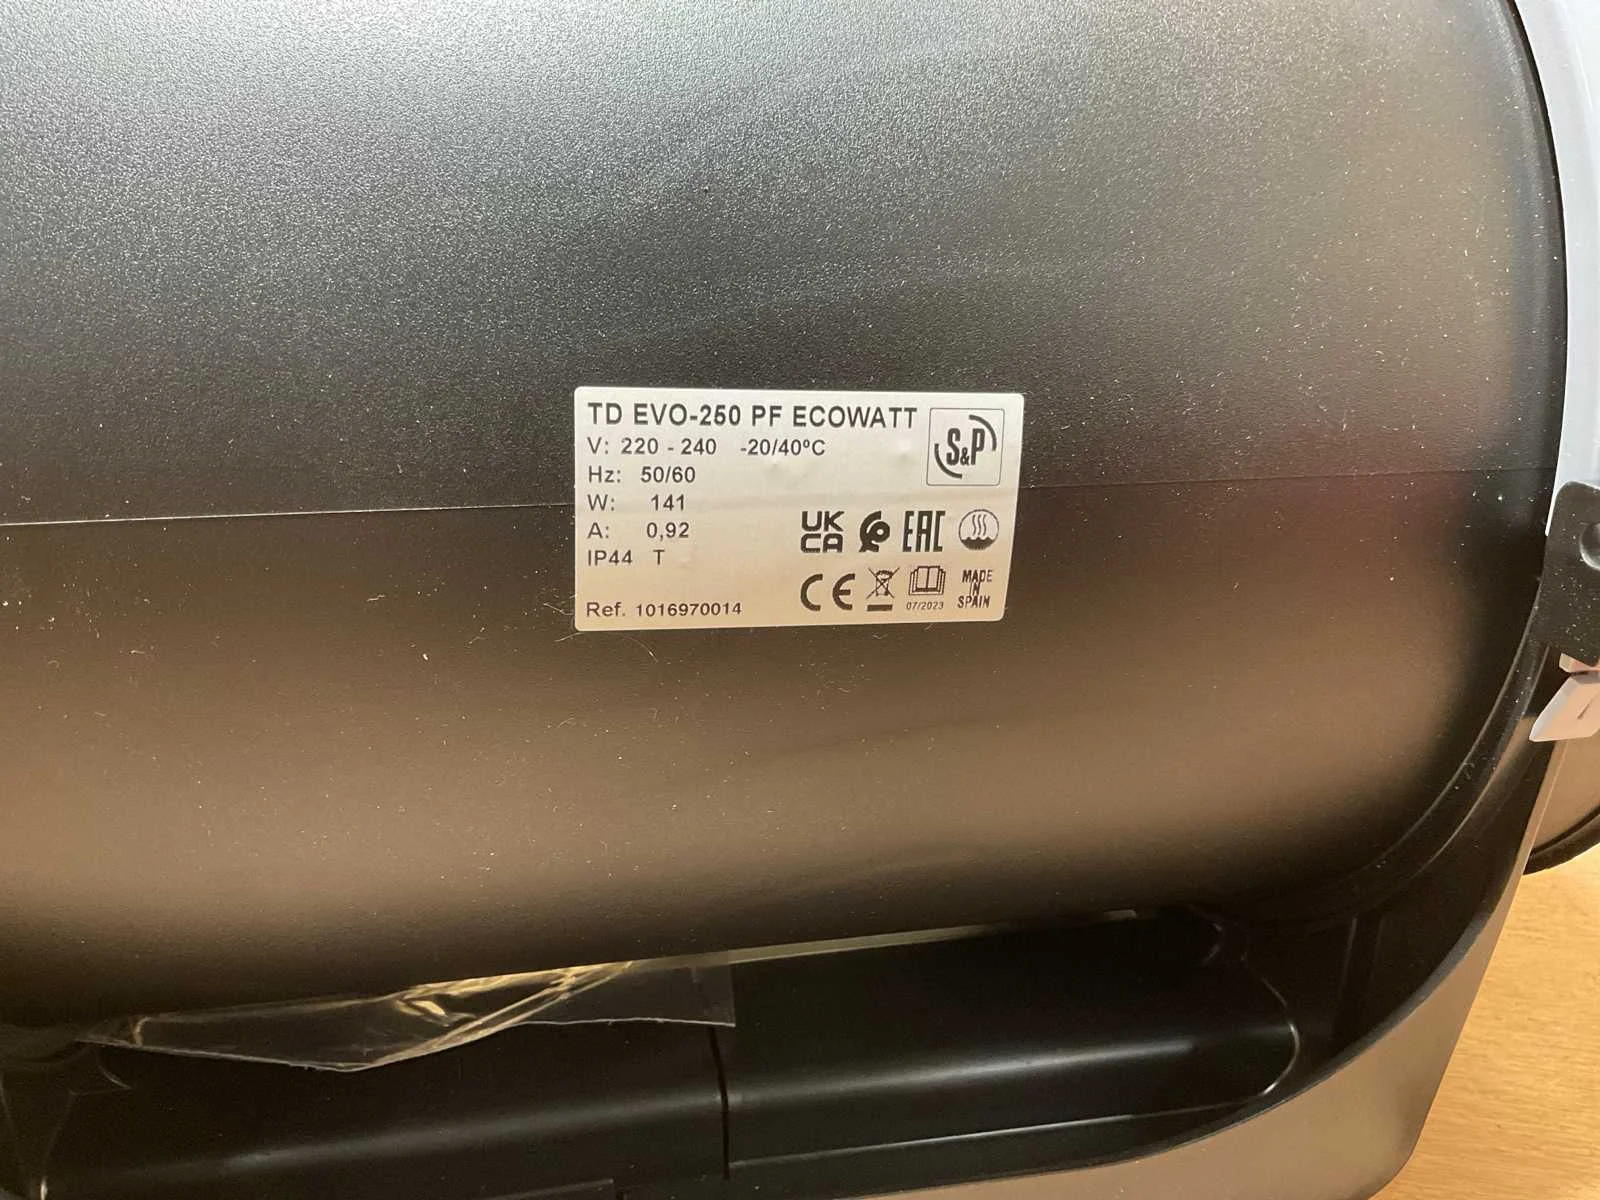 TD EVO-250 PF ECOWATT
V: 220 - 240 -20/40ºC
Hz: 50/60
W: 141
A: 0,92
IP44 T
Ref. 1016970014
S&P
UK
CA
EAC
CE
07/2023
MADE
IN
SPAIN